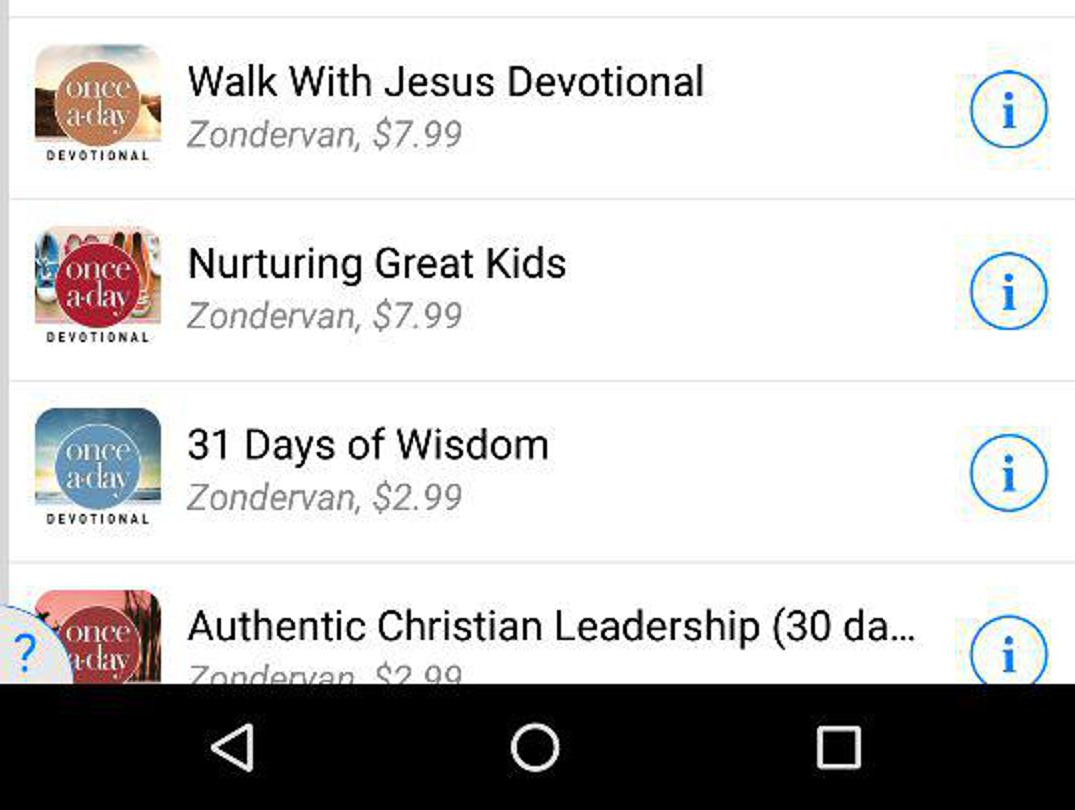 once
a·day
DEVOTIONAL
Walk With Jesus Devotional
Zondervan, $7.99
i
once
a·day
DEVOTIONAL
Nurturing Great Kids
Zondervan, $7.99
i
once
a·day
DEVOTIONAL
31 Days of Wisdom
Zondervan, $2.99
i
once
a·day
Authentic Christian Leadership (30 da...
Zondervan, $2.99
i
?